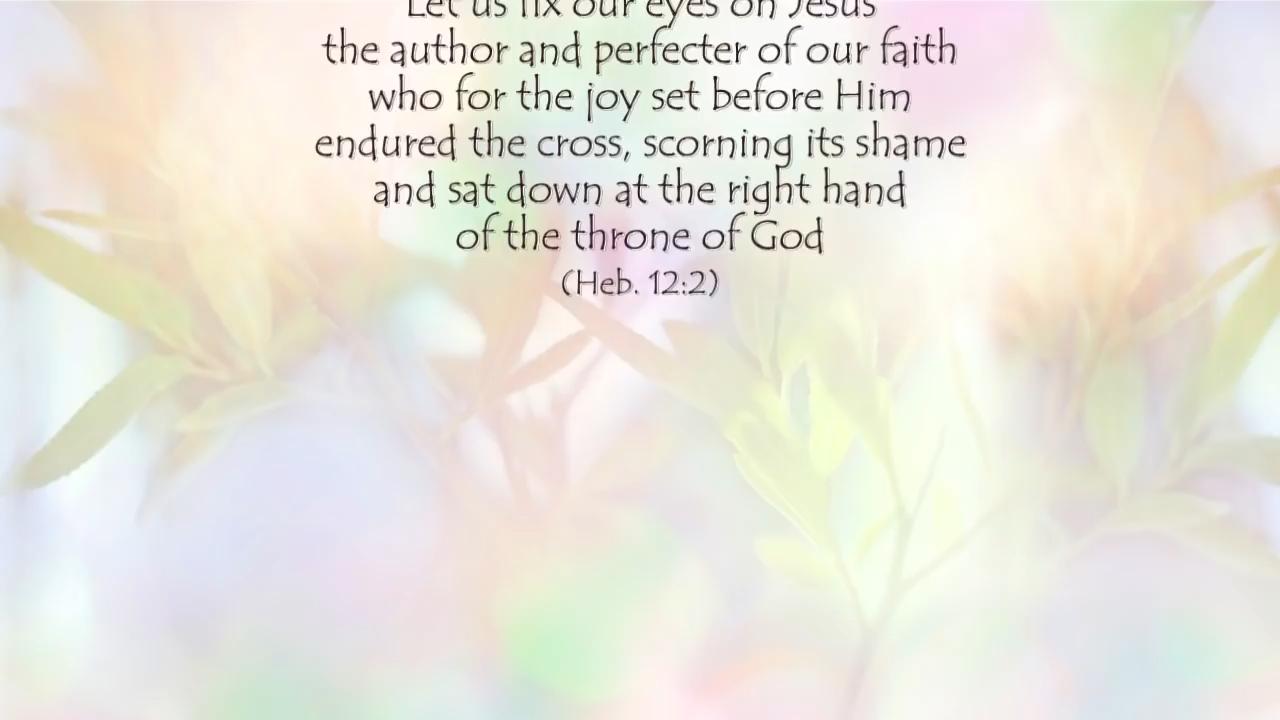 Let us fix our eyes on Jesus
the author and perfecter of our faith
who for the joy set before Him
endured the cross, scorning its shame
and sat down at the right hand
of the throne of God
(Heb. 12:2)